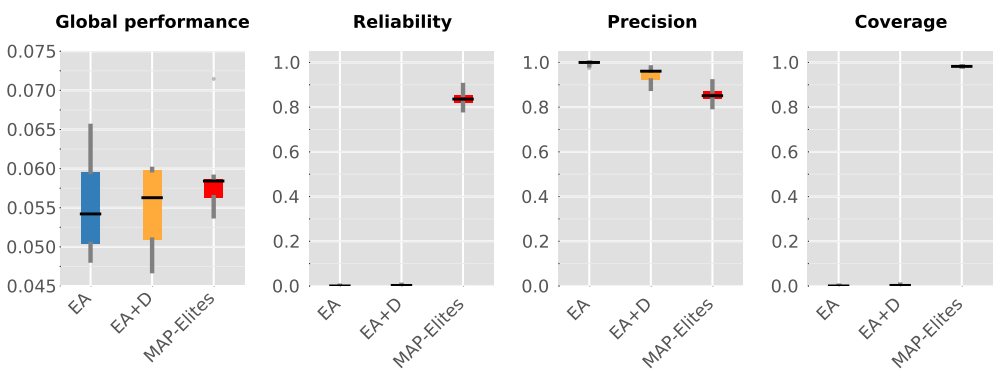 Global performance
0.075
0.070
0.065
0.060
0.055
0.050
0.045
EA
EA+D
MAP-Elites
Reliability
1.0
0.8
0.6
0.4
0.2
0.0
EA
EA+D
MAP-Elites
Precision
1.0
0.8
0.6
0.4
0.2
0.0
EA
EA+D
MAP-Elites
Coverage
1.0
0.8
0.6
0.4
0.2
0.0
EA
EA+D
MAP-Elites